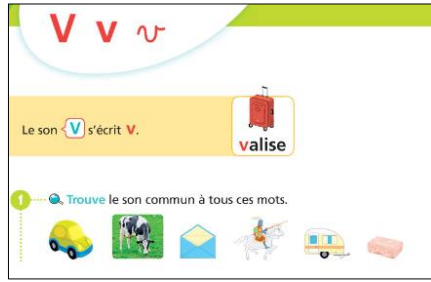 V v v
Le son V s'écrit v.
valise
1 Trouve le son commun à tous ces mots.